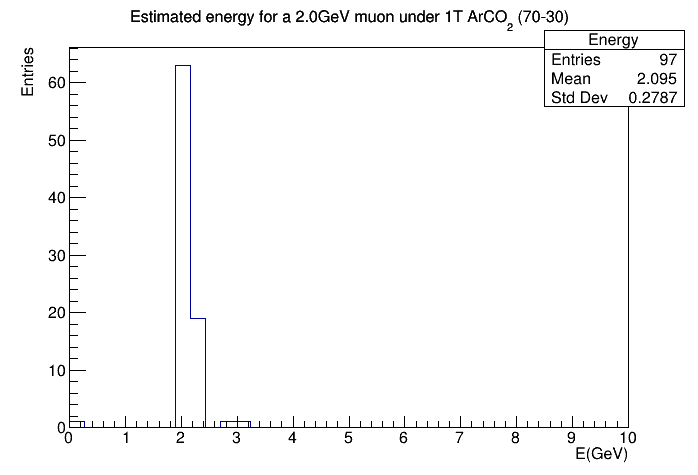 Estimated energy for a 2.0GeV muon under 1T ArCO2 (70-30)
Energy
Entries 97
Mean 2.095
Std Dev 0.2787
Entries
60
50
40
30
20
10
0
0 1 2 3 4 5 6 7 8 9 10
E(GeV)